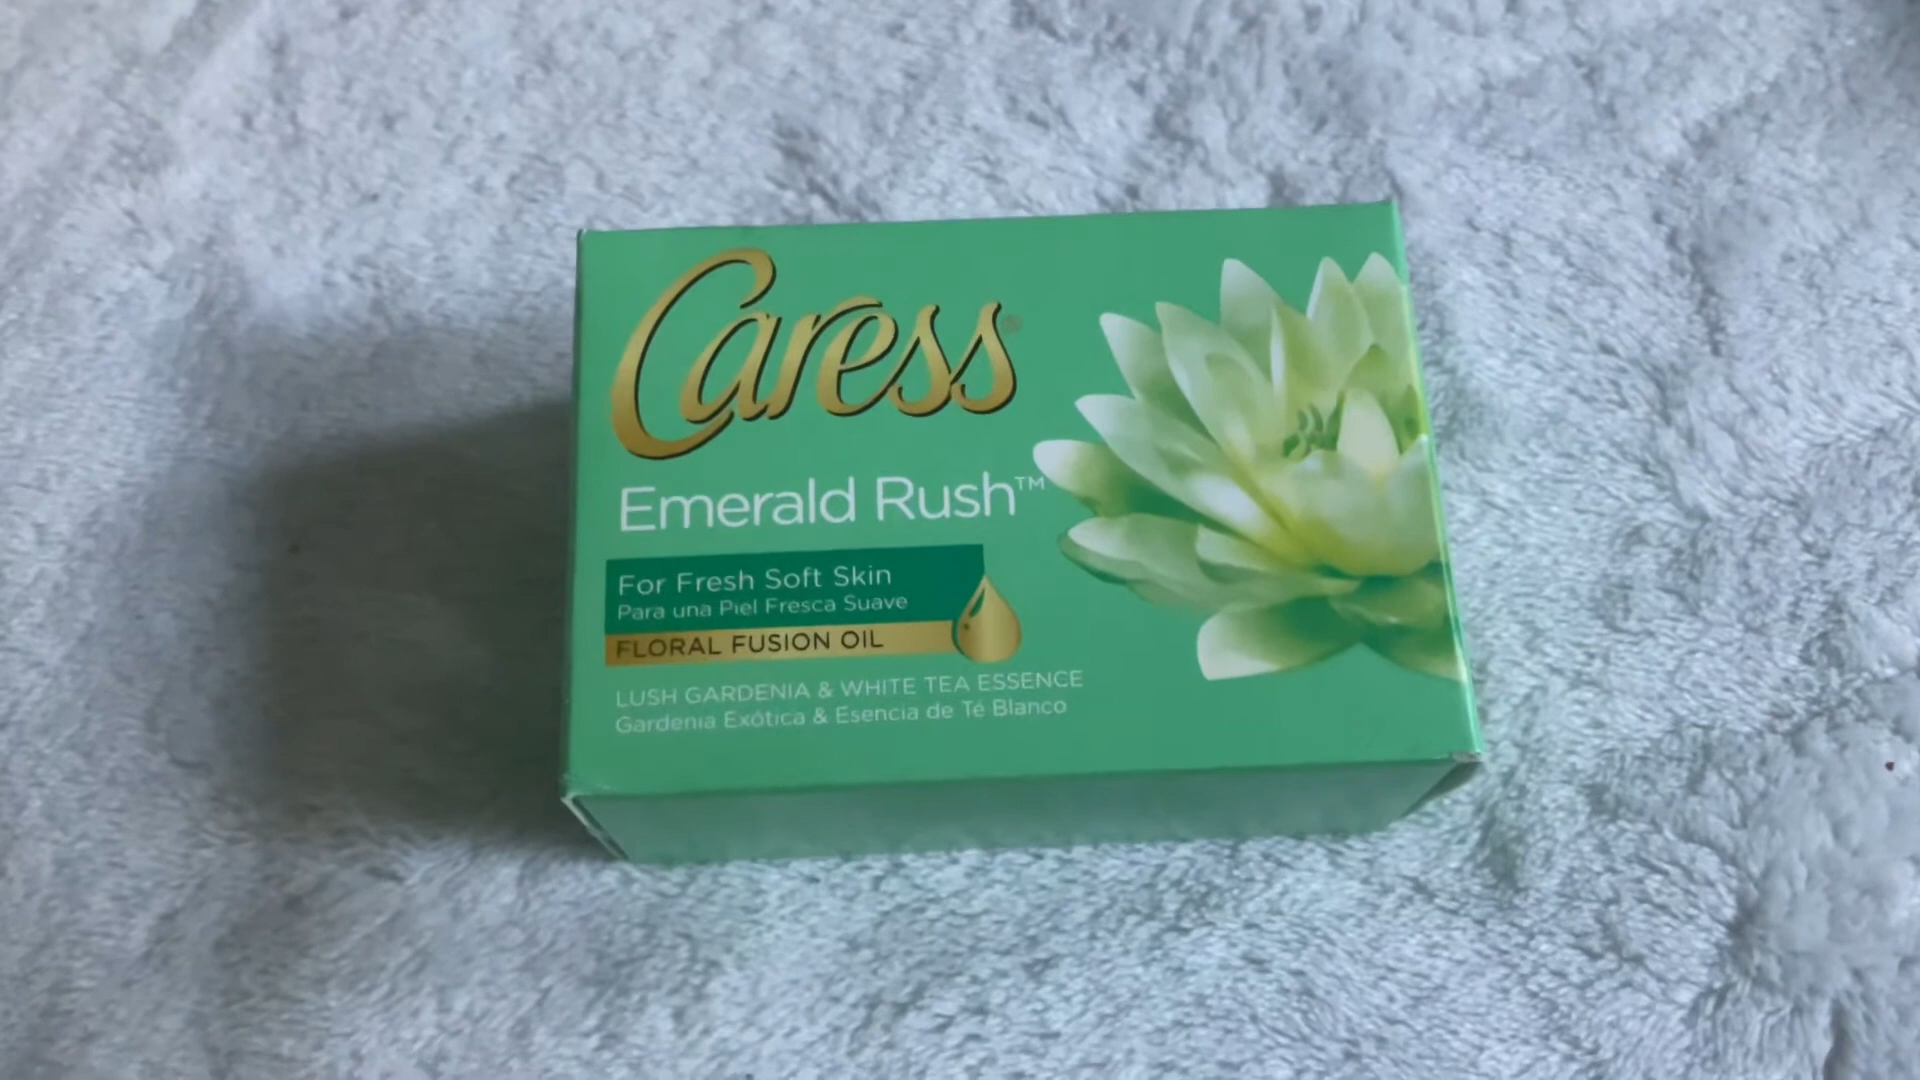 Caress®
Emerald Rush™
For Fresh Soft Skin
Para una Piel Fresca Suave
FLORAL FUSION OIL
LUSH GARDENIA & WHITE TEA ESSENCE
Gardenia Exótica & Esencia de Té Blanco